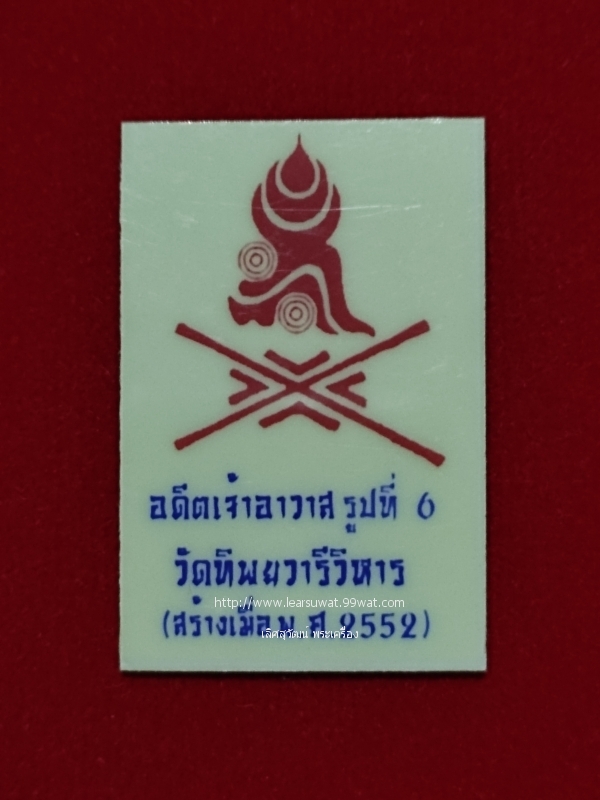 อดีตเจ้าอาวาส รูปที่ 6
วัดทิพยวารีวิหาร
http://www.learsuwat.99wat.com
(สร้างเมื่อ พ.ศ. 2552)
เลิศสุวัฒน์ พระเครื่อง